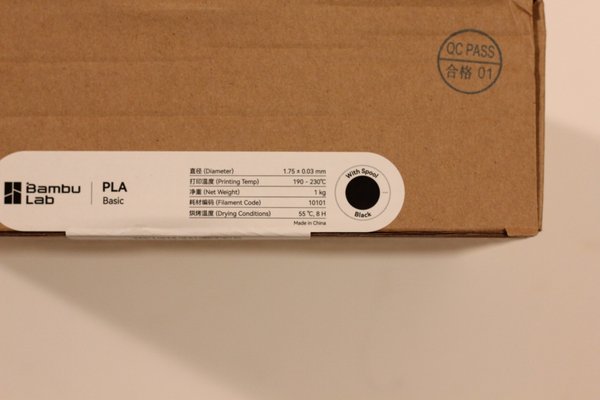 QC PASS
合格 01
Bambu
Lab
PLA
Basic
直径 (Diameter) 1.75 ± 0.03 mm
打印温度 (Printing Temp) 190 - 230℃
净重 (Net Weight) 1 kg
耗材编码 (Filament Code) 10101
烘烤温度 (Drying Conditions) 55 ℃, 8 H
Made in China
With Spool
Black